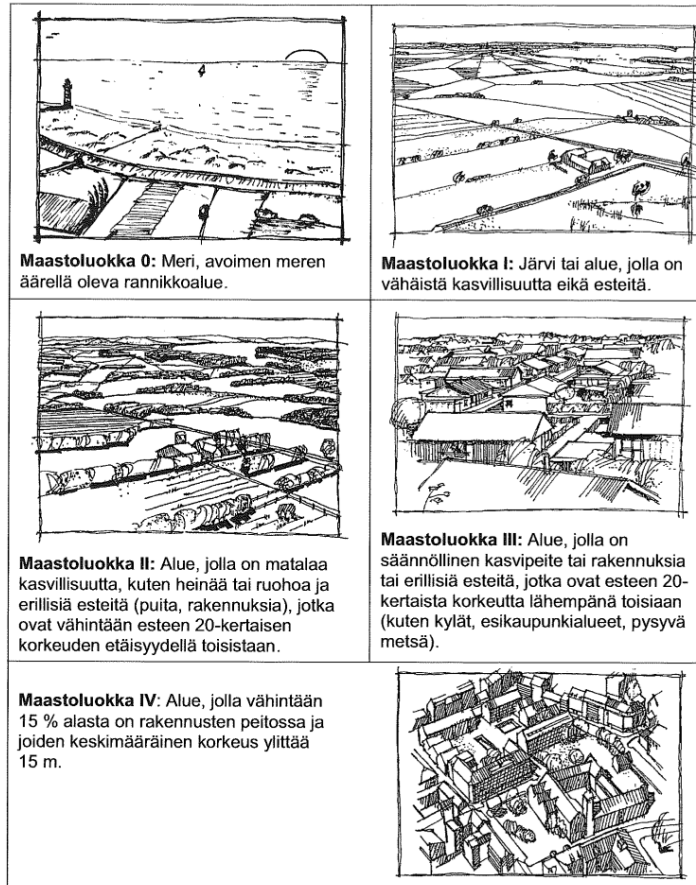 Maastoluokka 0: Meri, avoimen meren
äärellä oleva rannikkoalue.
Maastoluokka I: Järvi tai alue, jolla on
vähäistä kasvillisuutta eikä esteitä.
Maastoluokka II: Alue, jolla on matalaa
kasvillisuutta, kuten heinää tai ruohoa ja
erillisiä esteitä (puita, rakennuksia), jotka
ovat vähintään esteen 20-kertaisen
korkeuden etäisyydellä toisistaan.
Maastoluokka III: Alue, jolla on
säännöllinen kasvipeite tai rakennuksia
tai erillisiä esteitä, jotka ovat esteen 20-
kertaista korkeutta lähempänä toisiaan
(kuten kylät, esikaupunkialueet, pysyvä
metsä).
Maastoluokka IV: Alue, jolla vähintään
15 % alasta on rakennusten peitossa ja
joiden keskimääräinen korkeus ylittää
15 m.